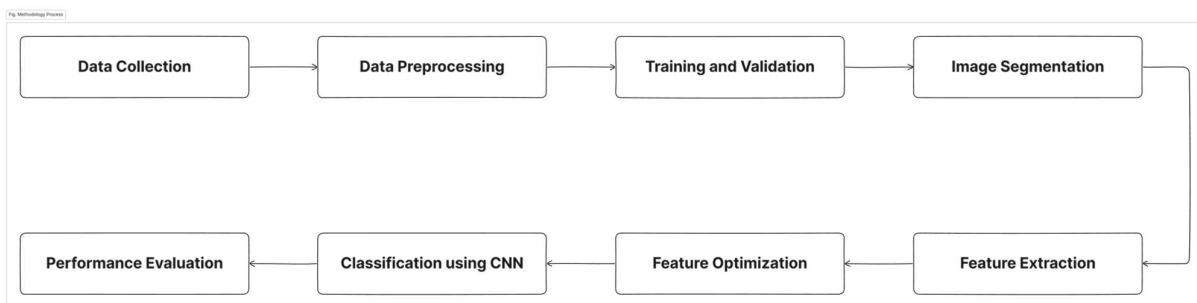 Fig. Methodology Process
Data Collection
Data Preprocessing
Training and Validation
Image Segmentation
Feature Extraction
Feature Optimization
Classification using CNN
Performance Evaluation